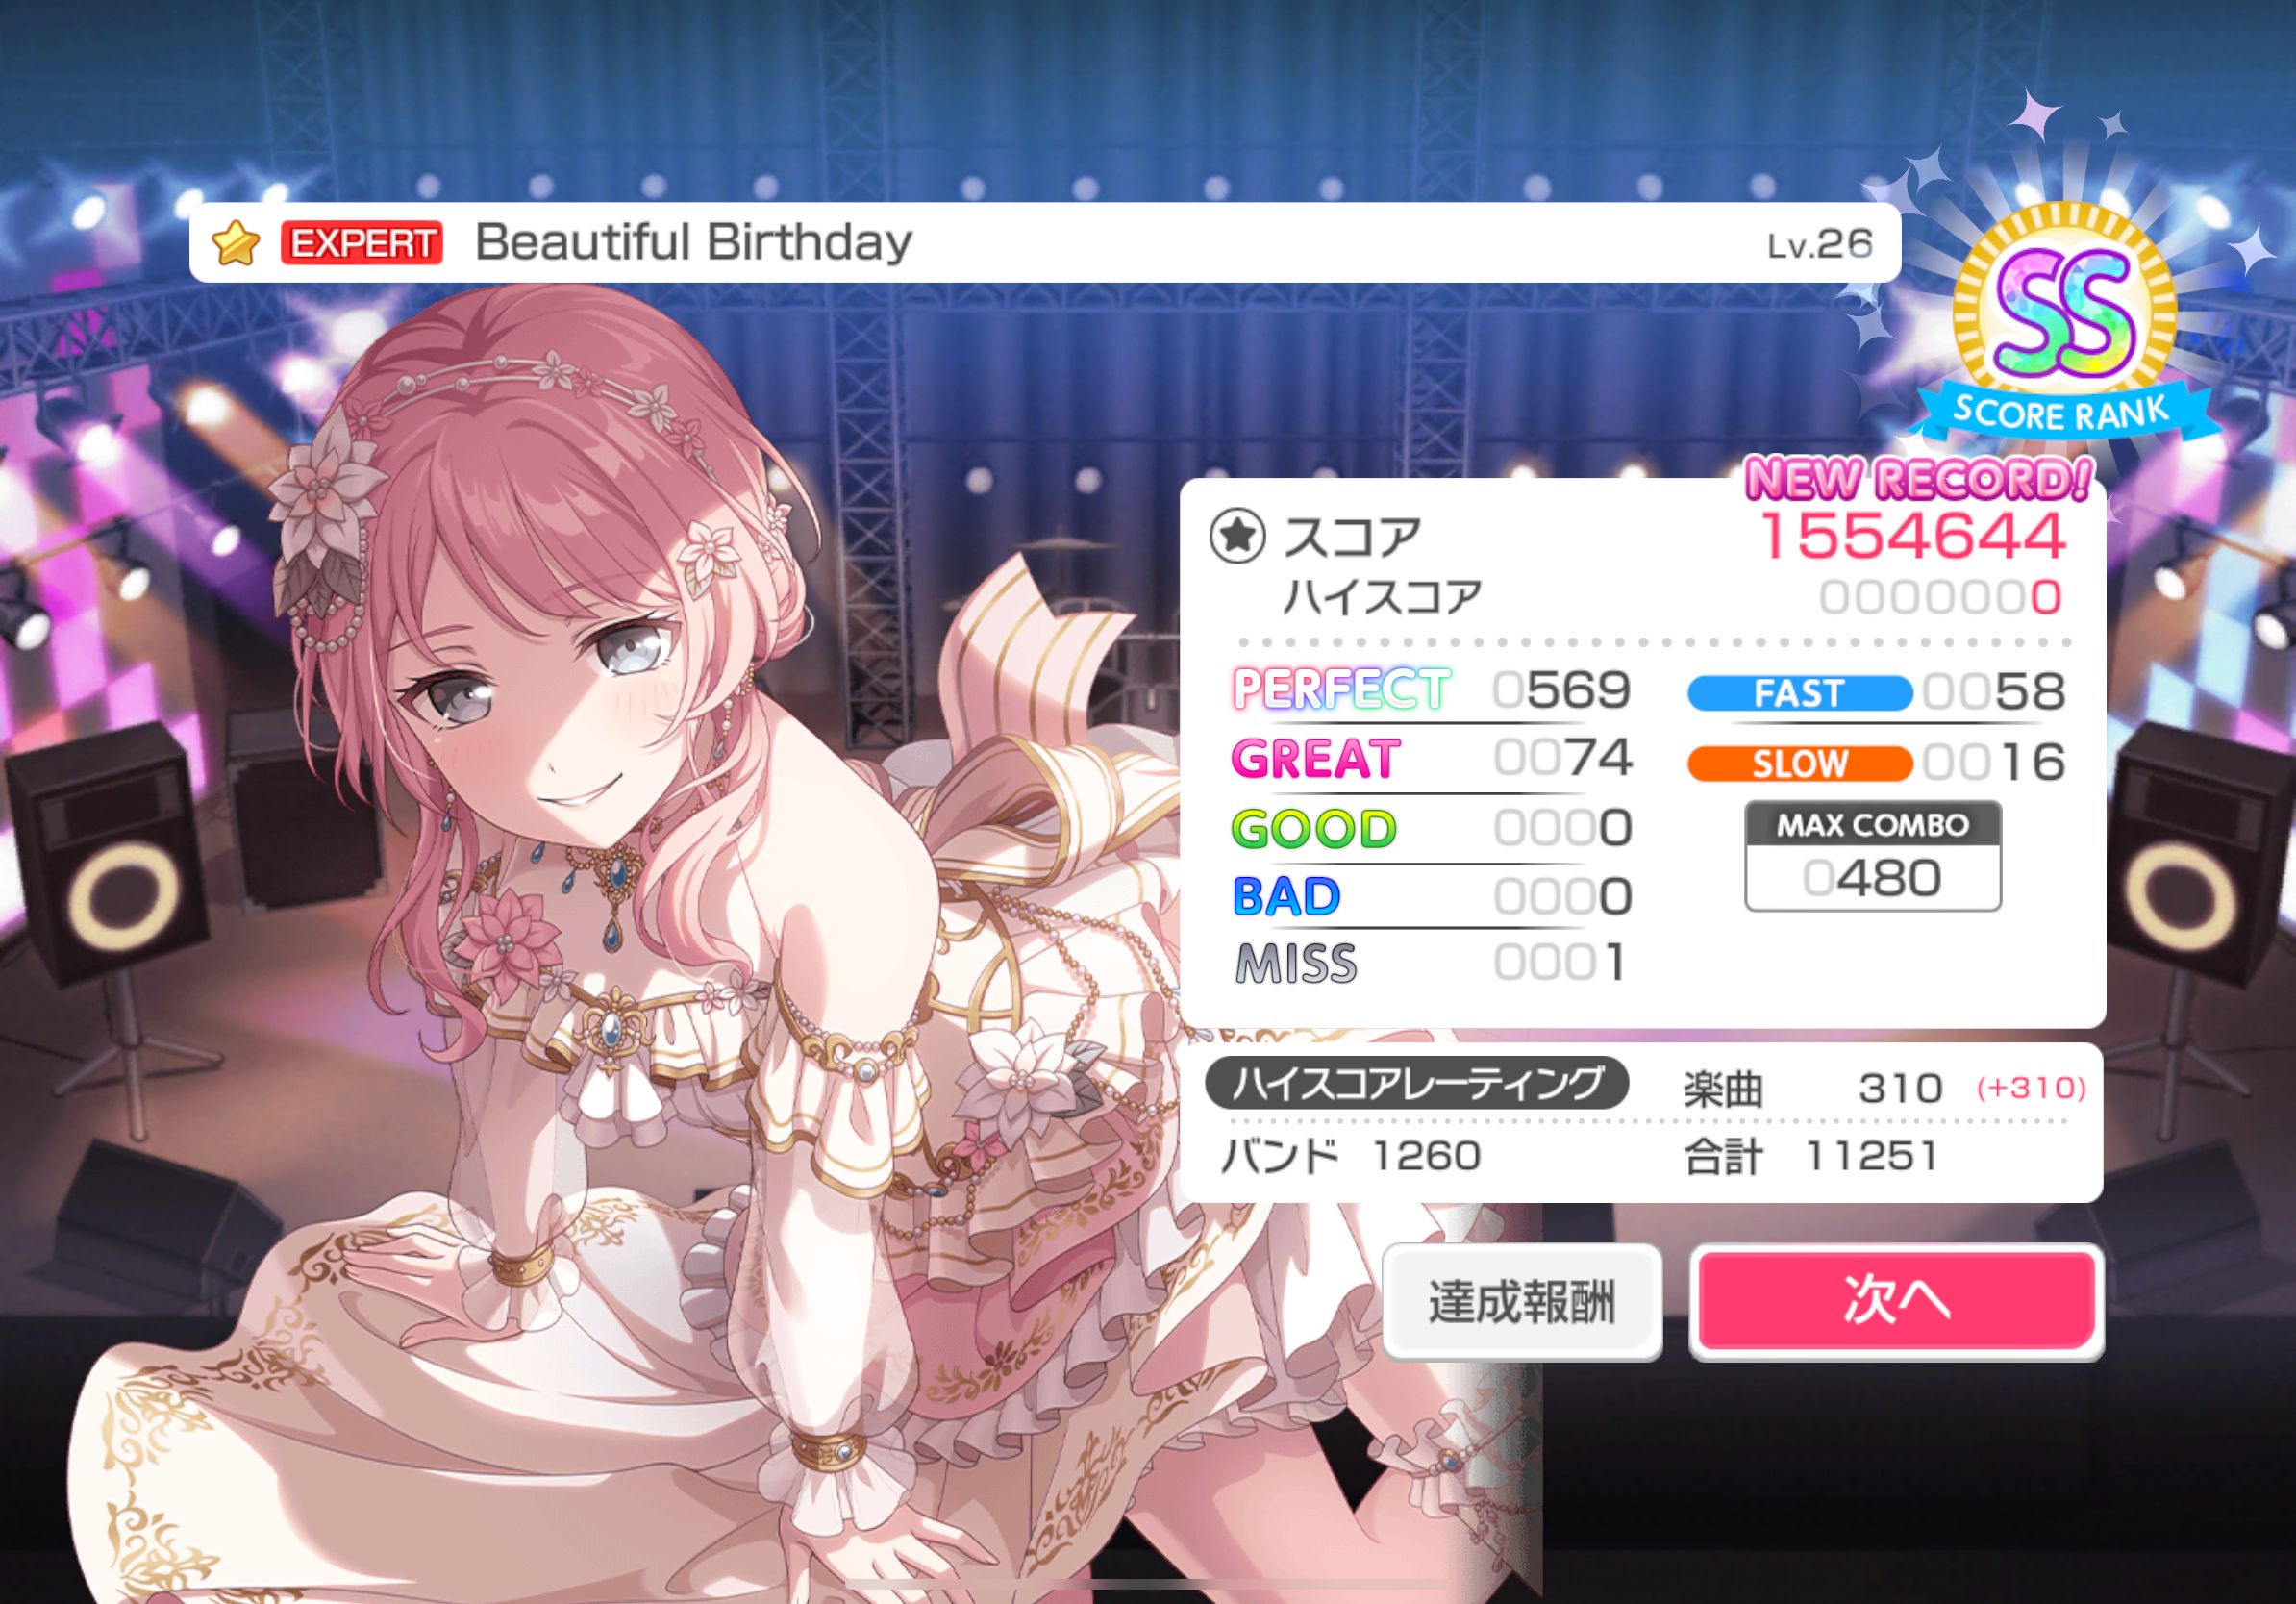 EXPERT Beautiful Birthday Lv.26
SS
SCORE RANK
NEW RECORD!
スコア 1554644
ハイスコア 0000000
PERFECT 0569 FAST 0058
GREAT 0074 SLOW 0016
GOOD 0000
MAX COMBO
0480
BAD 0000
MISS 0001
ハイスコアレーティング 楽曲 310 (+310)
バンド 1260 合計 11251
達成報酬 次へ